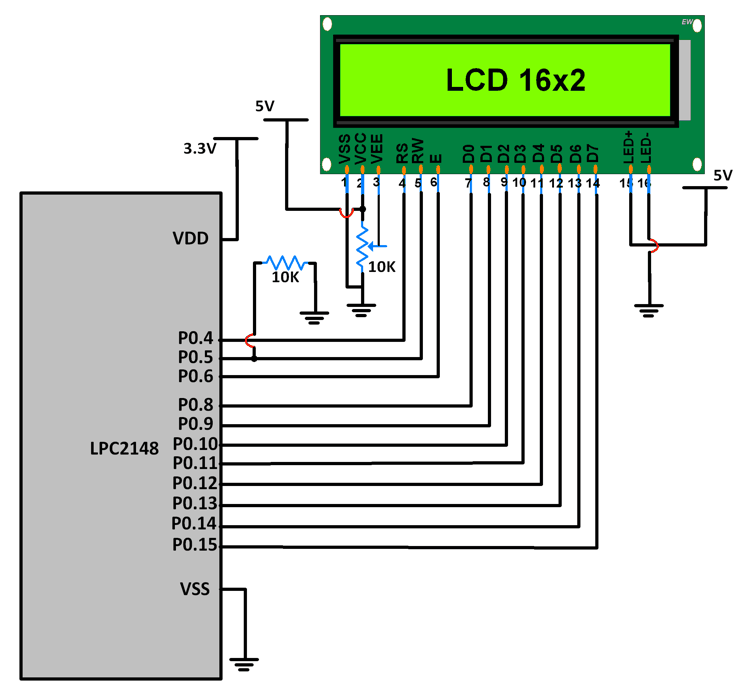 EW
LCD 16x2
5V
3.3V
VSS VCC VEE RS RW E D0 D1 D2 D3 D4 D5 D6 D7 LED+ LED-
1 2 3 4 5 6 7 8 9 10 11 12 13 14 15 16
5V
VDD
10K
10K
P0.4
P0.5
P0.6
P0.8
P0.9
P0.10
LPC2148
P0.11
P0.12
P0.13
P0.14
P0.15
VSS